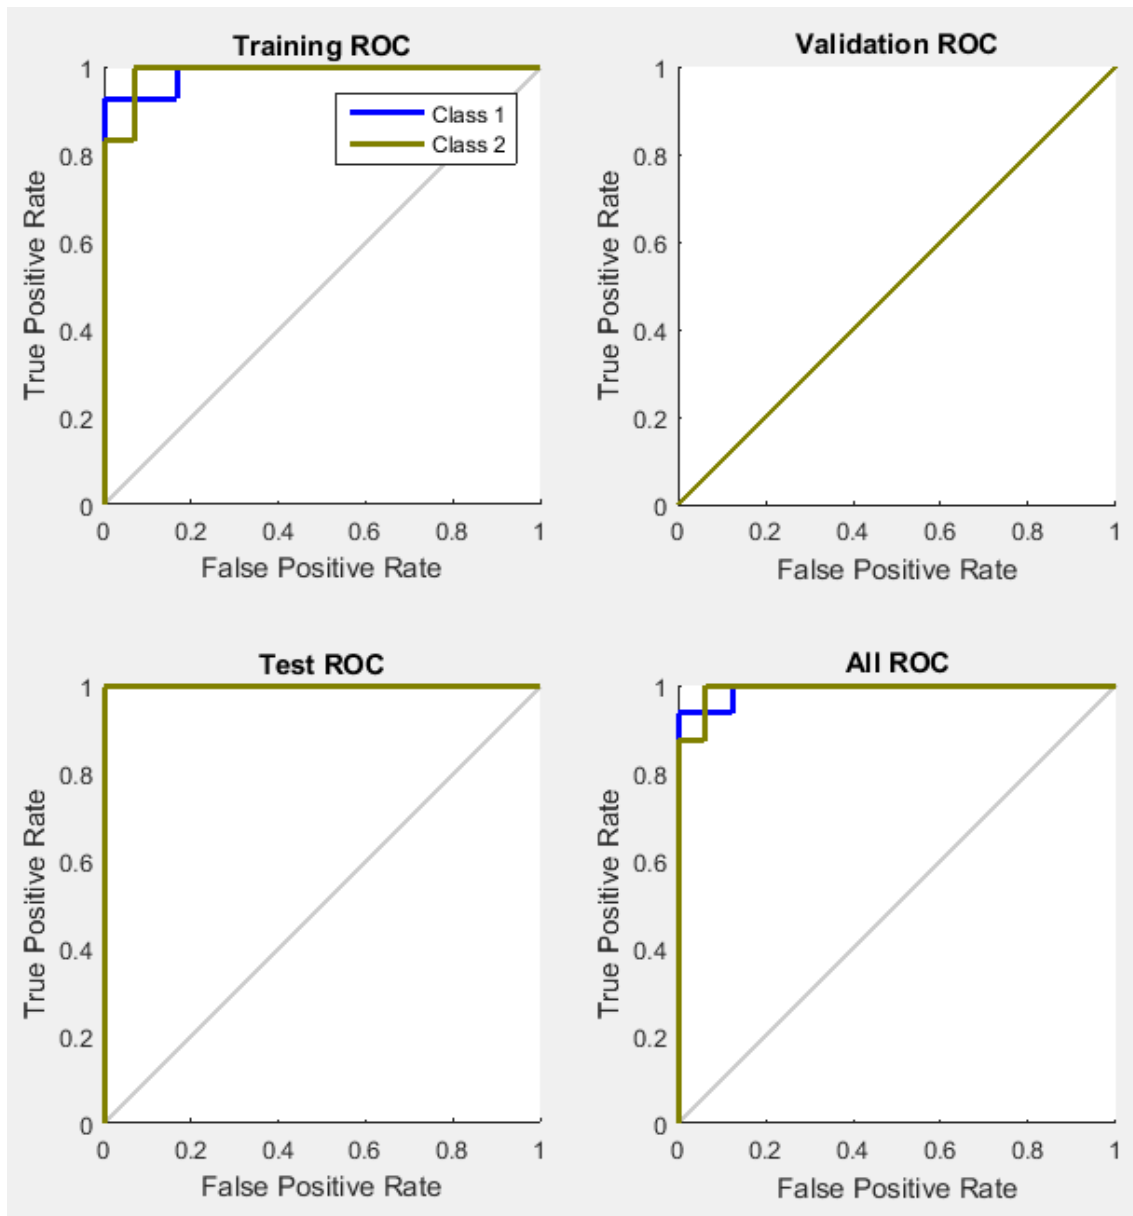 Training ROC
1
0.8
0.6
0.4
0.2
0
True Positive Rate
Class 1
Class 2
0 0.2 0.4 0.6 0.8 1
False Positive Rate
Validation ROC
1
0.8
0.6
0.4
0.2
0
True Positive Rate
0 0.2 0.4 0.6 0.8 1
False Positive Rate
Test ROC
1
0.8
0.6
0.4
0.2
0
True Positive Rate
0 0.2 0.4 0.6 0.8 1
False Positive Rate
All ROC
1
0.8
0.6
0.4
0.2
0
True Positive Rate
0 0.2 0.4 0.6 0.8 1
False Positive Rate